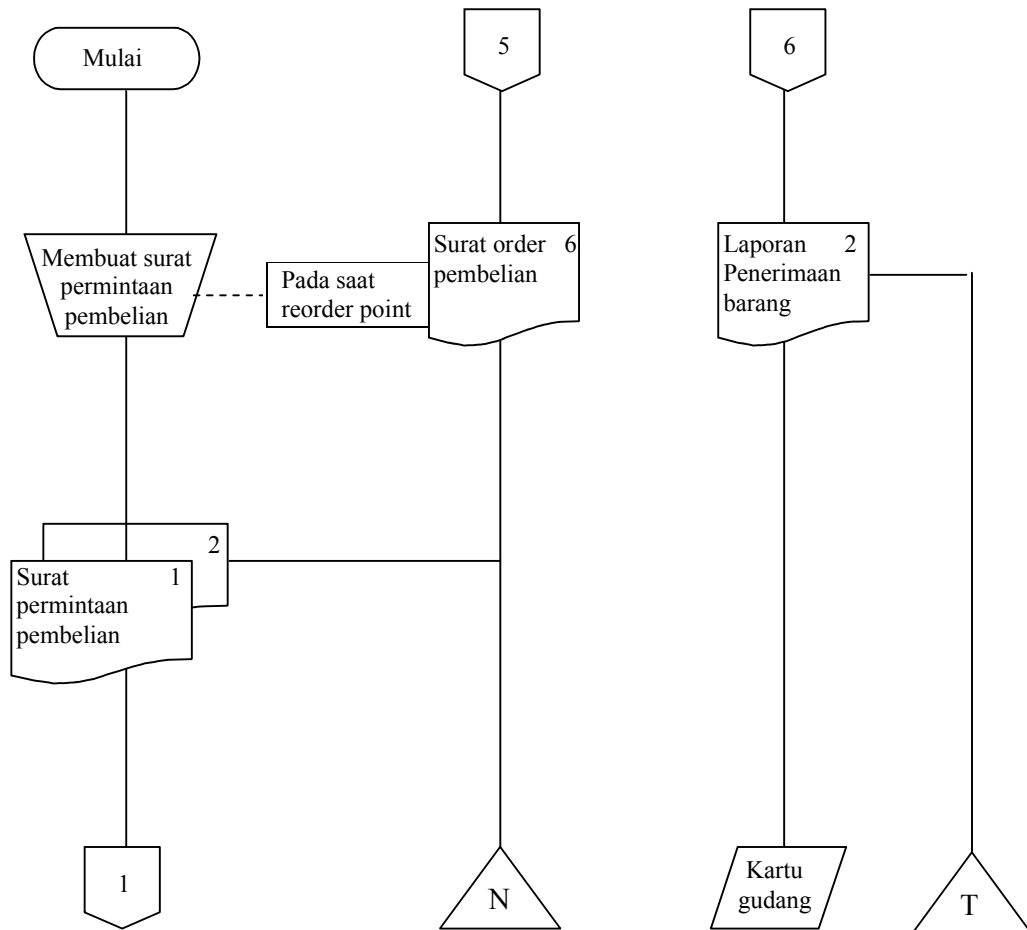 Mulai
5
6
Membuat surat
permintaan
pembelian
Pada saat
reorder point
Surat order 6
pembelian
Laporan 2
Penerimaan
barang
2
Surat 1
permintaan
pembelian
1
N
Kartu
gudang
T